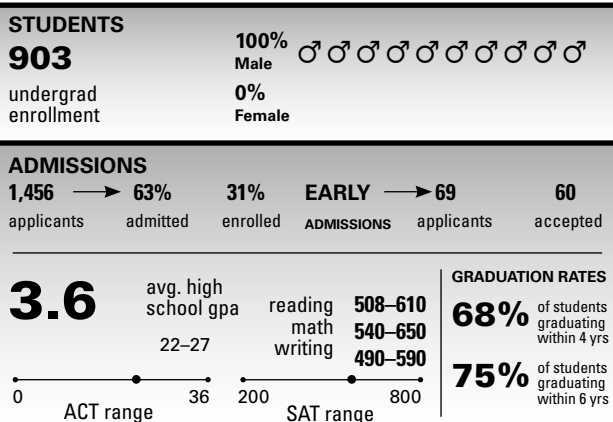 STUDENTS
903
undergrad
enrollment
100%
Male
0%
Female
ADMISSIONS
1,456 63% 31% EARLY 69 60
applicants admitted enrolled ADMISSIONS applicants accepted
3.6
avg. high
school gpa
22–27
0 36
ACT range
reading 508–610
math 540–650
writing 490–590
200 800
SAT range
GRADUATION RATES
68% of students
graduating
within 4 yrs
75% of students
graduating
within 6 yrs